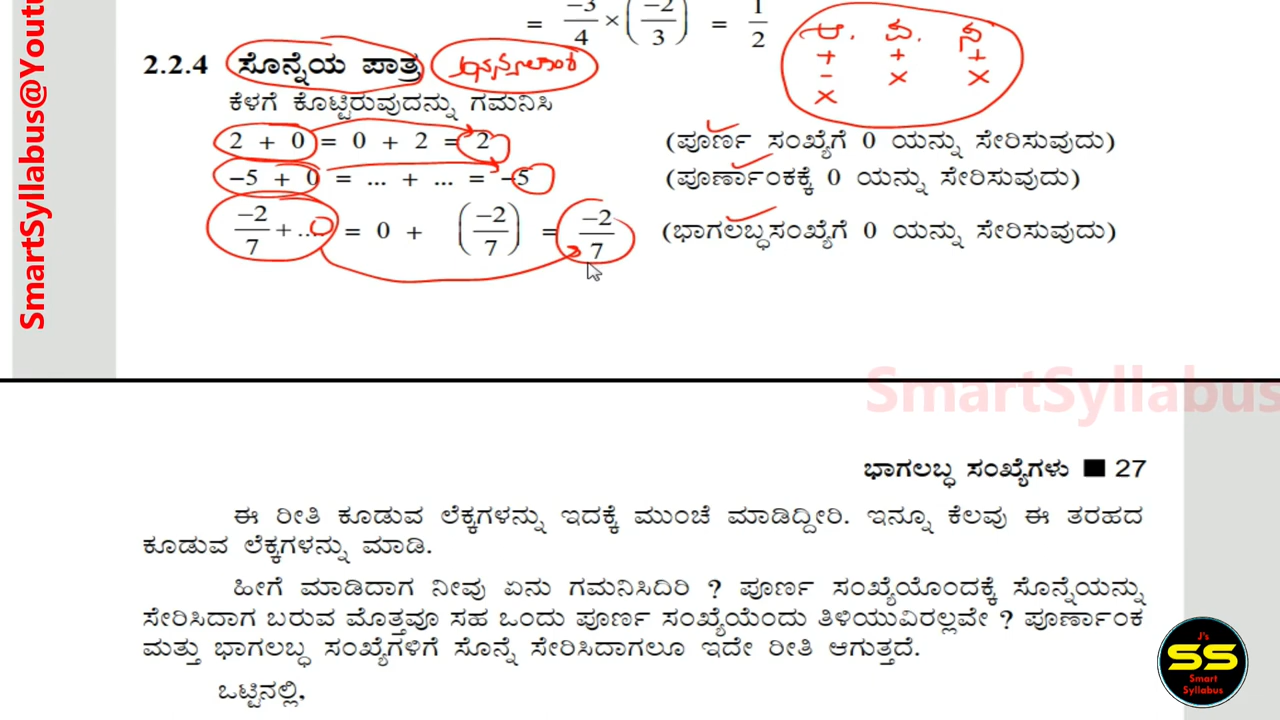 = −3/4 × (−2/3) = 1/2
ಆ. ವ. ನಿ
+ + +
- × ×
×
2.2.4 ಸೊನ್ನೆಯ ಪಾತ್ರ
ಕೆಳಗೆ ಕೊಟ್ಟಿರುವುದನ್ನು ಗಮನಿಸಿ
2 + 0 = 0 + 2 = 2 (ಪೂರ್ಣ ಸಂಖ್ಯೆಗೆ 0 ಯನ್ನು ಸೇರಿಸುವುದು)
−5 + 0 = ... + ... = −5 (ಪೂರ್ಣಾಂಕಕ್ಕೆ 0 ಯನ್ನು ಸೇರಿಸುವುದು)
−2/7 + ... 0 = 0 + (−2/7) = −2/7 (ಭಾಗಲಬ್ಧಸಂಖ್ಯೆಗೆ 0 ಯನ್ನು ಸೇರಿಸುವುದು)
SmartSyllabus@Youtu
SmartSyllabus
ಭಾಗಲಬ್ಧ ಸಂಖ್ಯೆಗಳು ■ 27
ಈ ರೀತಿ ಕೂಡುವ ಲೆಕ್ಕಗಳನ್ನು ಇದಕ್ಕೆ ಮುಂಚೆ ಮಾಡಿದ್ದೀರಿ. ಇನ್ನೂ ಕೆಲವು ಈ ತರಹದ
ಕೂಡುವ ಲೆಕ್ಕಗಳನ್ನು ಮಾಡಿ.
ಹೀಗೆ ಮಾಡಿದಾಗ ನೀವು ಏನು ಗಮನಿಸಿದಿರಿ ? ಪೂರ್ಣ ಸಂಖ್ಯೆಯೊಂದಕ್ಕೆ ಸೊನ್ನೆಯನ್ನು
ಸೇರಿಸಿದಾಗ ಬರುವ ಮೊತ್ತವೂ ಸಹ ಒಂದು ಪೂರ್ಣ ಸಂಖ್ಯೆಯೆಂದು ತಿಳಿಯುವಿರಲ್ಲವೇ ? ಪೂರ್ಣಾಂಕ
ಮತ್ತು ಭಾಗಲಬ್ಧ ಸಂಖ್ಯೆಗಳಿಗೆ ಸೊನ್ನೆ ಸೇರಿಸಿದಾಗಲೂ ಇದೇ ರೀತಿ ಆಗುತ್ತದೆ.
ಒಟ್ಟಿನಲ್ಲಿ,
J's
SS
Smart
Syllabus